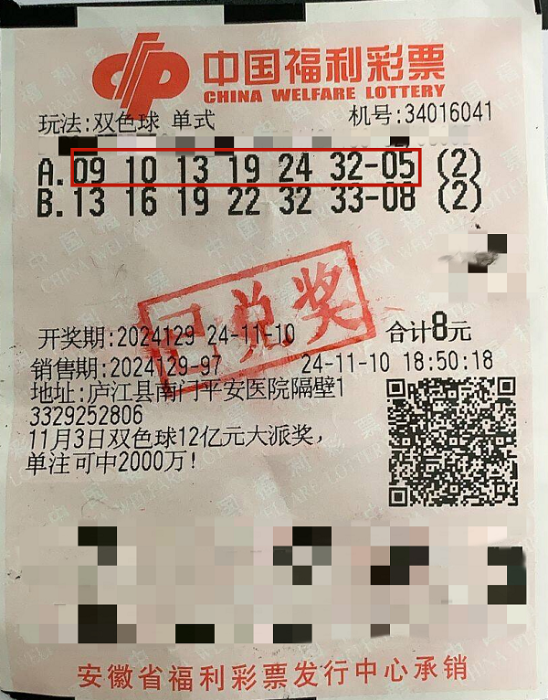 中国福利彩票
CHINA WELFARE LOTTERY
玩法:双色球 单式 机号:34016041
A.09 10 13 19 24 32-05 (2)
B.13 16 19 22 32 33-08 (2)
已兑奖
开奖期:2024129 24-11-10 合计8元
销售期:2024129-97 24-11-10 18:50:18
地址:庐江县南门平安医院隔壁1
3329252806
11月3日双色球12亿元大派奖,
单注可中2000万!
安徽省福利彩票发行中心承销